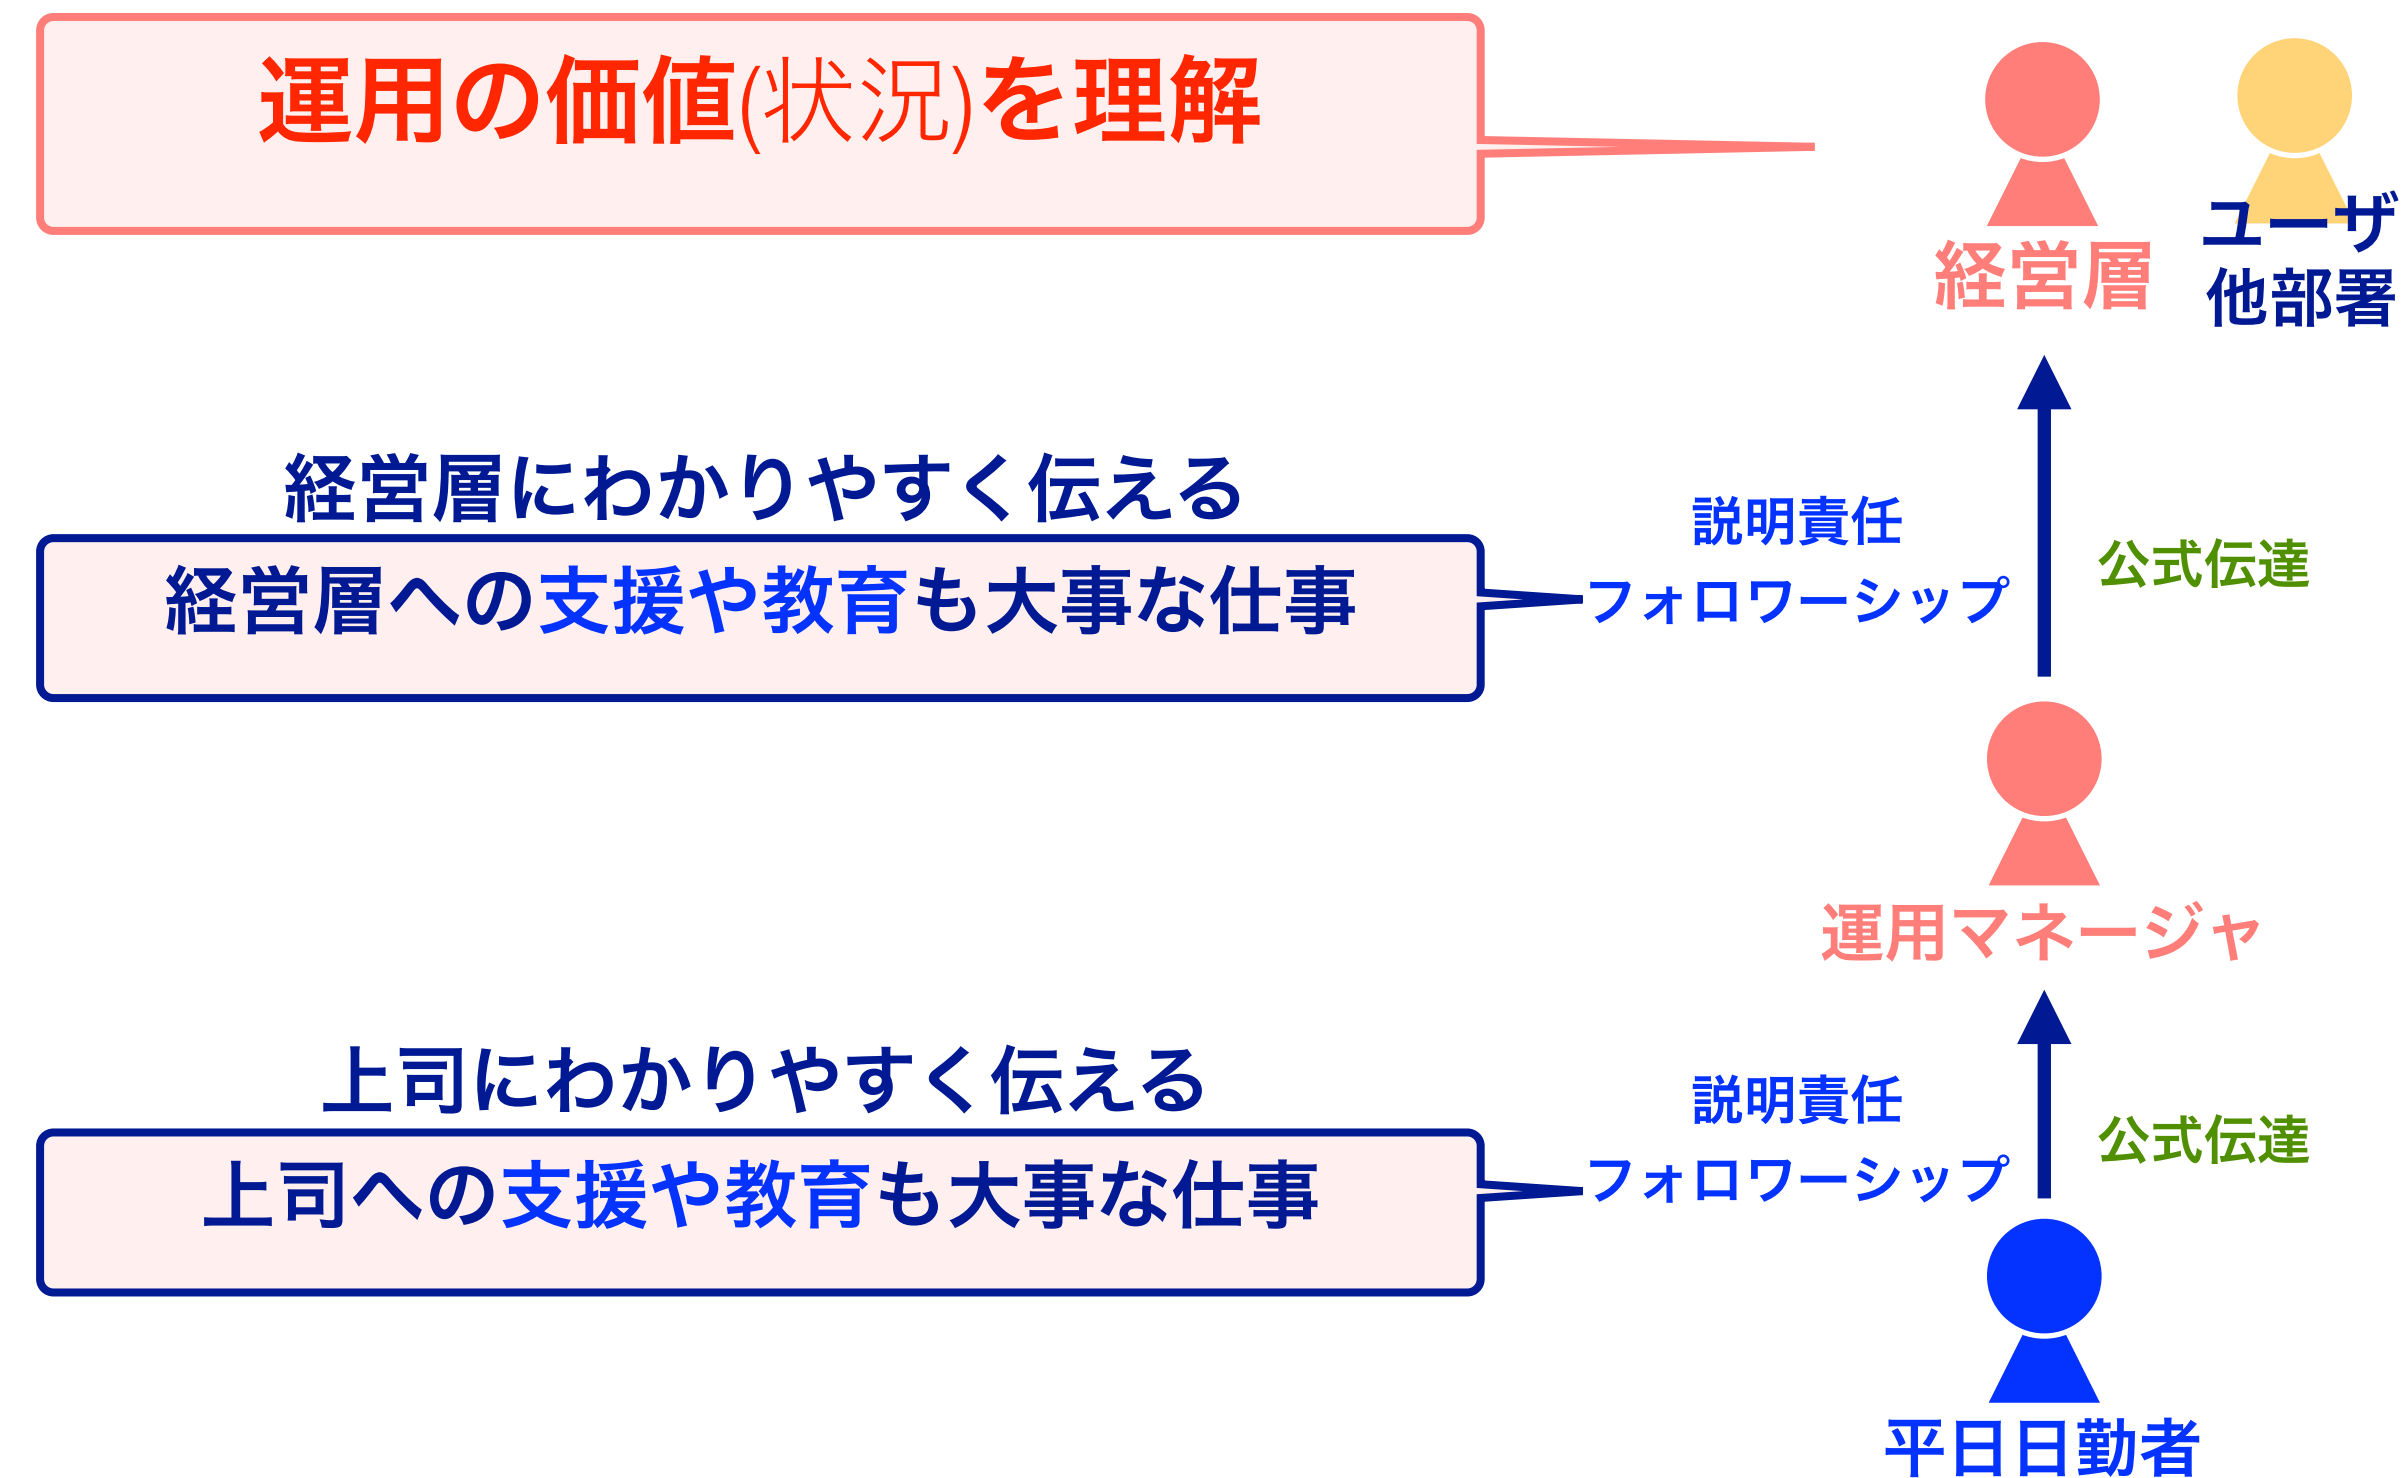 運用の価値(状況)を理解
経営層
ユーザ
他部署
経営層にわかりやすく伝える
経営層への支援や教育も大事な仕事
説明責任
フォロワーシップ
公式伝達
運用マネージャ
上司にわかりやすく伝える
上司への支援や教育も大事な仕事
説明責任
フォロワーシップ
公式伝達
平日日勤者